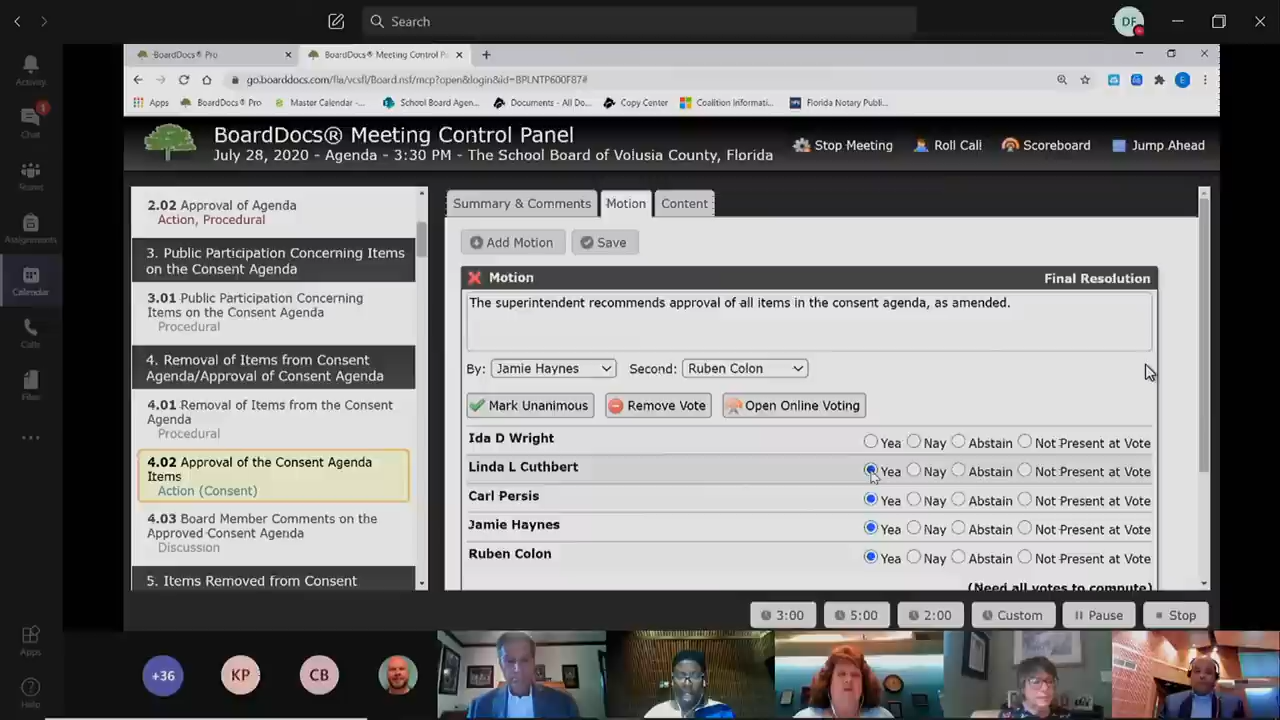 Search
DF
Activity
Chat
1
Teams
Assignments
Calendar
Calls
Files
Apps
Help
BoardDocs® Pro
BoardDocs® Meeting Control P
go.boarddocs.com/fla/vcsfl/Board.nsf/mcp?open&login&id=BPLNTP600F87#
E
Apps
BoardDocs® Pro
Master Calendar -...
School Board Agen...
Documents - All Do...
Copy Center
Coalition Informati...
Florida Notary Publi...
BoardDocs® Meeting Control Panel
July 28, 2020 - Agenda - 3:30 PM - The School Board of Volusia County, Florida
Stop Meeting
Roll Call
Scoreboard
Jump Ahead
2.02 Approval of Agenda
Action, Procedural
3. Public Participation Concerning Items
on the Consent Agenda
3.01 Public Participation Concerning
Items on the Consent Agenda
Procedural
4. Removal of Items from Consent
Agenda/Approval of Consent Agenda
4.01 Removal of Items from the Consent
Agenda
Procedural
4.02 Approval of the Consent Agenda
Items
Action (Consent)
4.03 Board Member Comments on the
Approved Consent Agenda
Discussion
5. Items Removed from Consent
Summary & Comments
Motion
Content
Add Motion
Save
Motion
Final Resolution
The superintendent recommends approval of all items in the consent agenda, as amended.
By: Jamie Haynes Second: Ruben Colon
Mark Unanimous
Remove Vote
Open Online Voting
Ida D Wright Yea Nay Abstain Not Present at Vote
Linda L Cuthbert Yea Nay Abstain Not Present at Vote
Carl Persis Yea Nay Abstain Not Present at Vote
Jamie Haynes Yea Nay Abstain Not Present at Vote
Ruben Colon Yea Nay Abstain Not Present at Vote
(Need all votes to compute)
3:00
5:00
2:00
Custom
Pause
Stop
+36
KP
CB